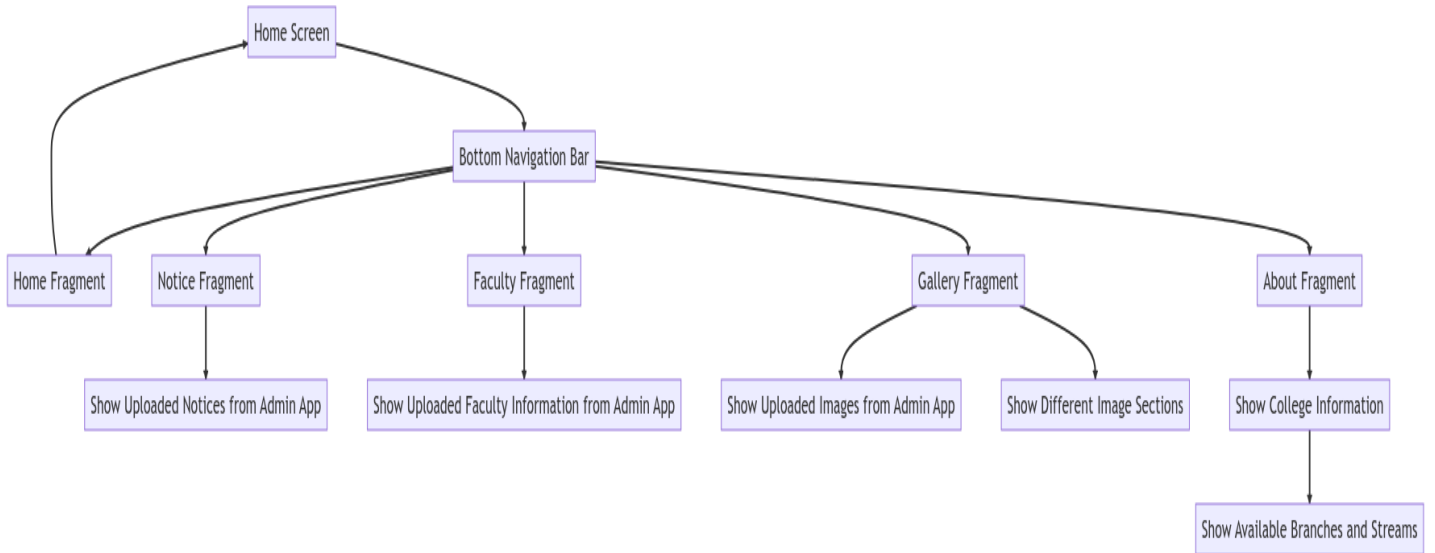 Home Screen
Bottom Navigation Bar
Home Fragment
Notice Fragment
Faculty Fragment
Gallery Fragment
About Fragment
Show Uploaded Notices from Admin App
Show Uploaded Faculty Information from Admin App
Show Uploaded Images from Admin App
Show Different Image Sections
Show College Information
Show Available Branches and Streams